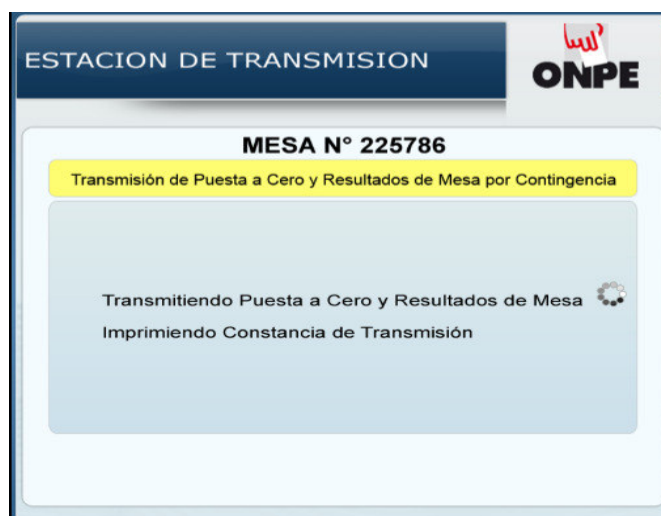 ESTACION DE TRANSMISION
ONPE
MESA N° 225786
Transmisión de Puesta a Cero y Resultados de Mesa por Contingencia
Transmitiendo Puesta a Cero y Resultados de Mesa
Imprimiendo Constancia de Transmisión